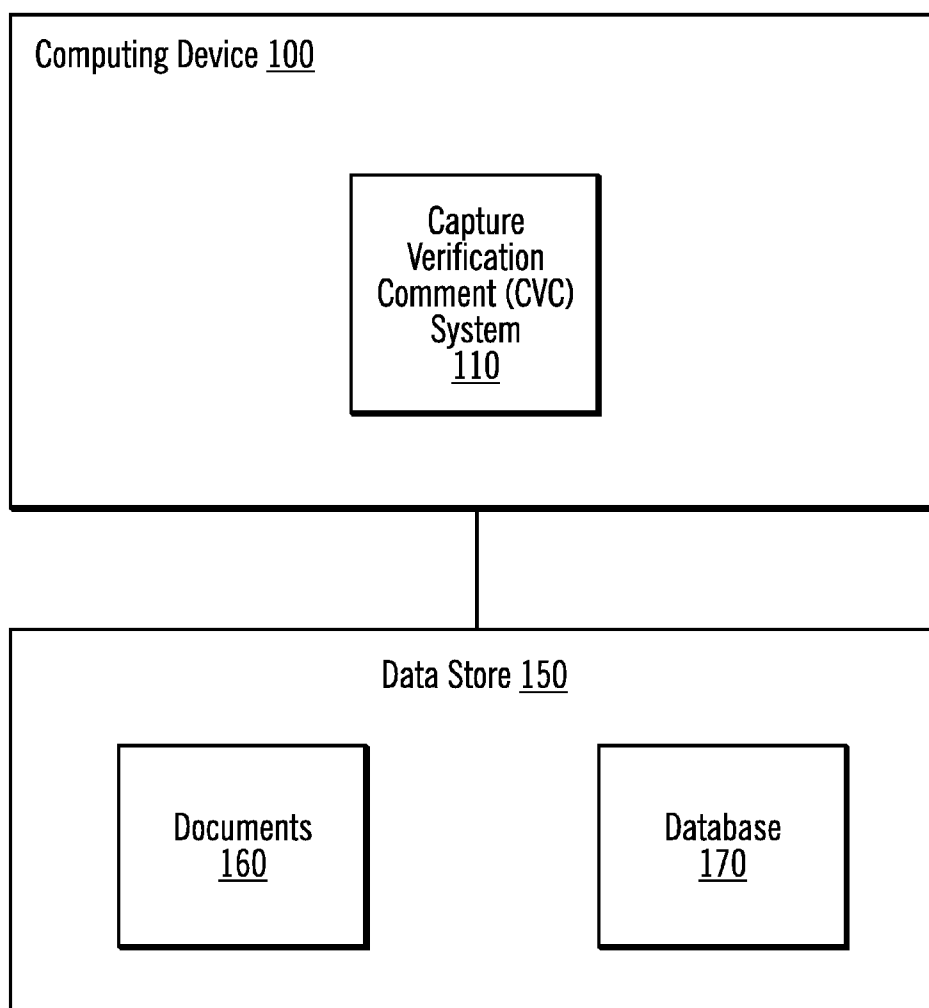 Computing Device 100
Capture
Verification
Comment (CVC)
System
110
Data Store 150
Documents
160
Database
170